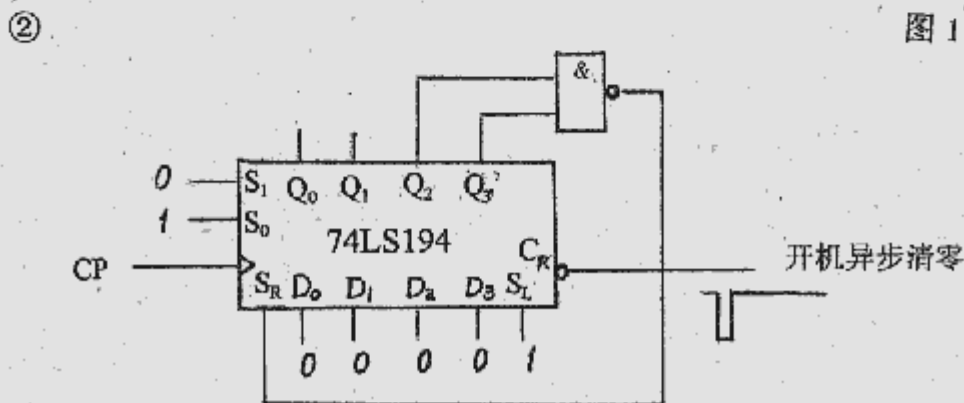 ②
图 1
&
0 S₁ Q₀ Q₁ Q₂ Q₃
1 S₀
74LS194
CP
C_R 开机异步清零
S_R D₀ D₁ D₂ D₃ S_L
0 0 0 0 1